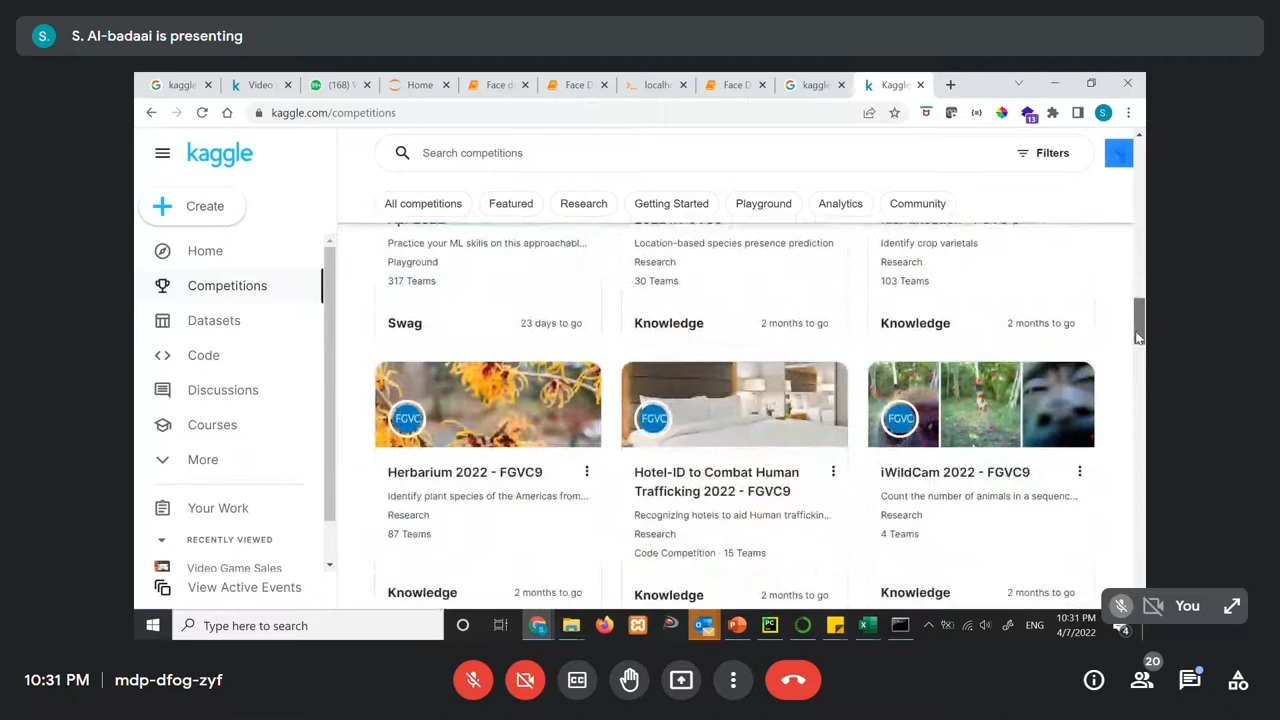 S. S. Al-badaai is presenting
kaggle
Video
(168) W
Home
Face d
Face D
localh
Face D
kaggle
Kaggle
kaggle.com/competitions
13
S
kaggle
Search competitions
Filters
Create
All competitions Featured Research Getting Started Playground Analytics Community
Home
Competitions
Datasets
Code
Discussions
Courses
More
Your Work
RECENTLY VIEWED
Video Game Sales
View Active Events
Practice your ML skills on this approachabl...
Playground
317 Teams
Swag 23 days to go
Location-based species presence prediction
Research
30 Teams
Knowledge 2 months to go
Identify crop varietals
Research
103 Teams
Knowledge 2 months to go
FGVC
Herbarium 2022 - FGVC9
Identify plant species of the Americas from...
Research
87 Teams
Knowledge 2 months to go
FGVC
Hotel-ID to Combat Human
Trafficking 2022 - FGVC9
Recognizing hotels to aid Human traffickin...
Research
Code Competition · 15 Teams
Knowledge 2 months to go
FGVC
iWildCam 2022 - FGVC9
Count the number of animals in a sequenc...
Research
4 Teams
Knowledge 2 months to go
You
Type here to search
ENG
10:31 PM
4/7/2022
4
10:31 PM | mdp-dfog-zyf
20